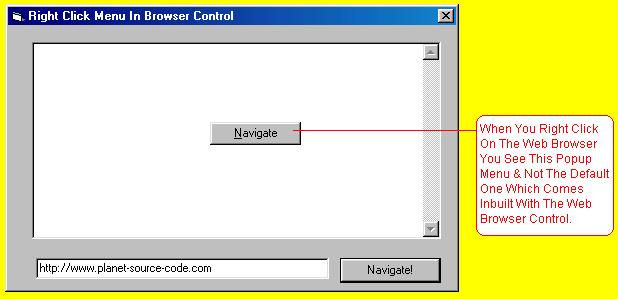 Right Click Menu In Browser Control
Navigate
When You Right Click
On The Web Browser
You See This Popup
Menu & Not The Default
One Which Comes
Inbuilt With The Web
Browser Control.
http://www.planet-source-code.com
Navigate!